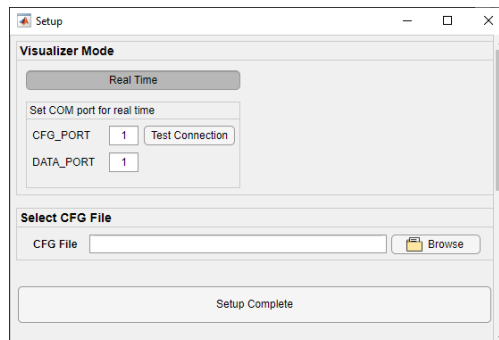 Setup
Visualizer Mode
Real Time
Set COM port for real time
CFG_PORT 1 Test Connection
DATA_PORT 1
Select CFG File
CFG File Browse
Setup Complete